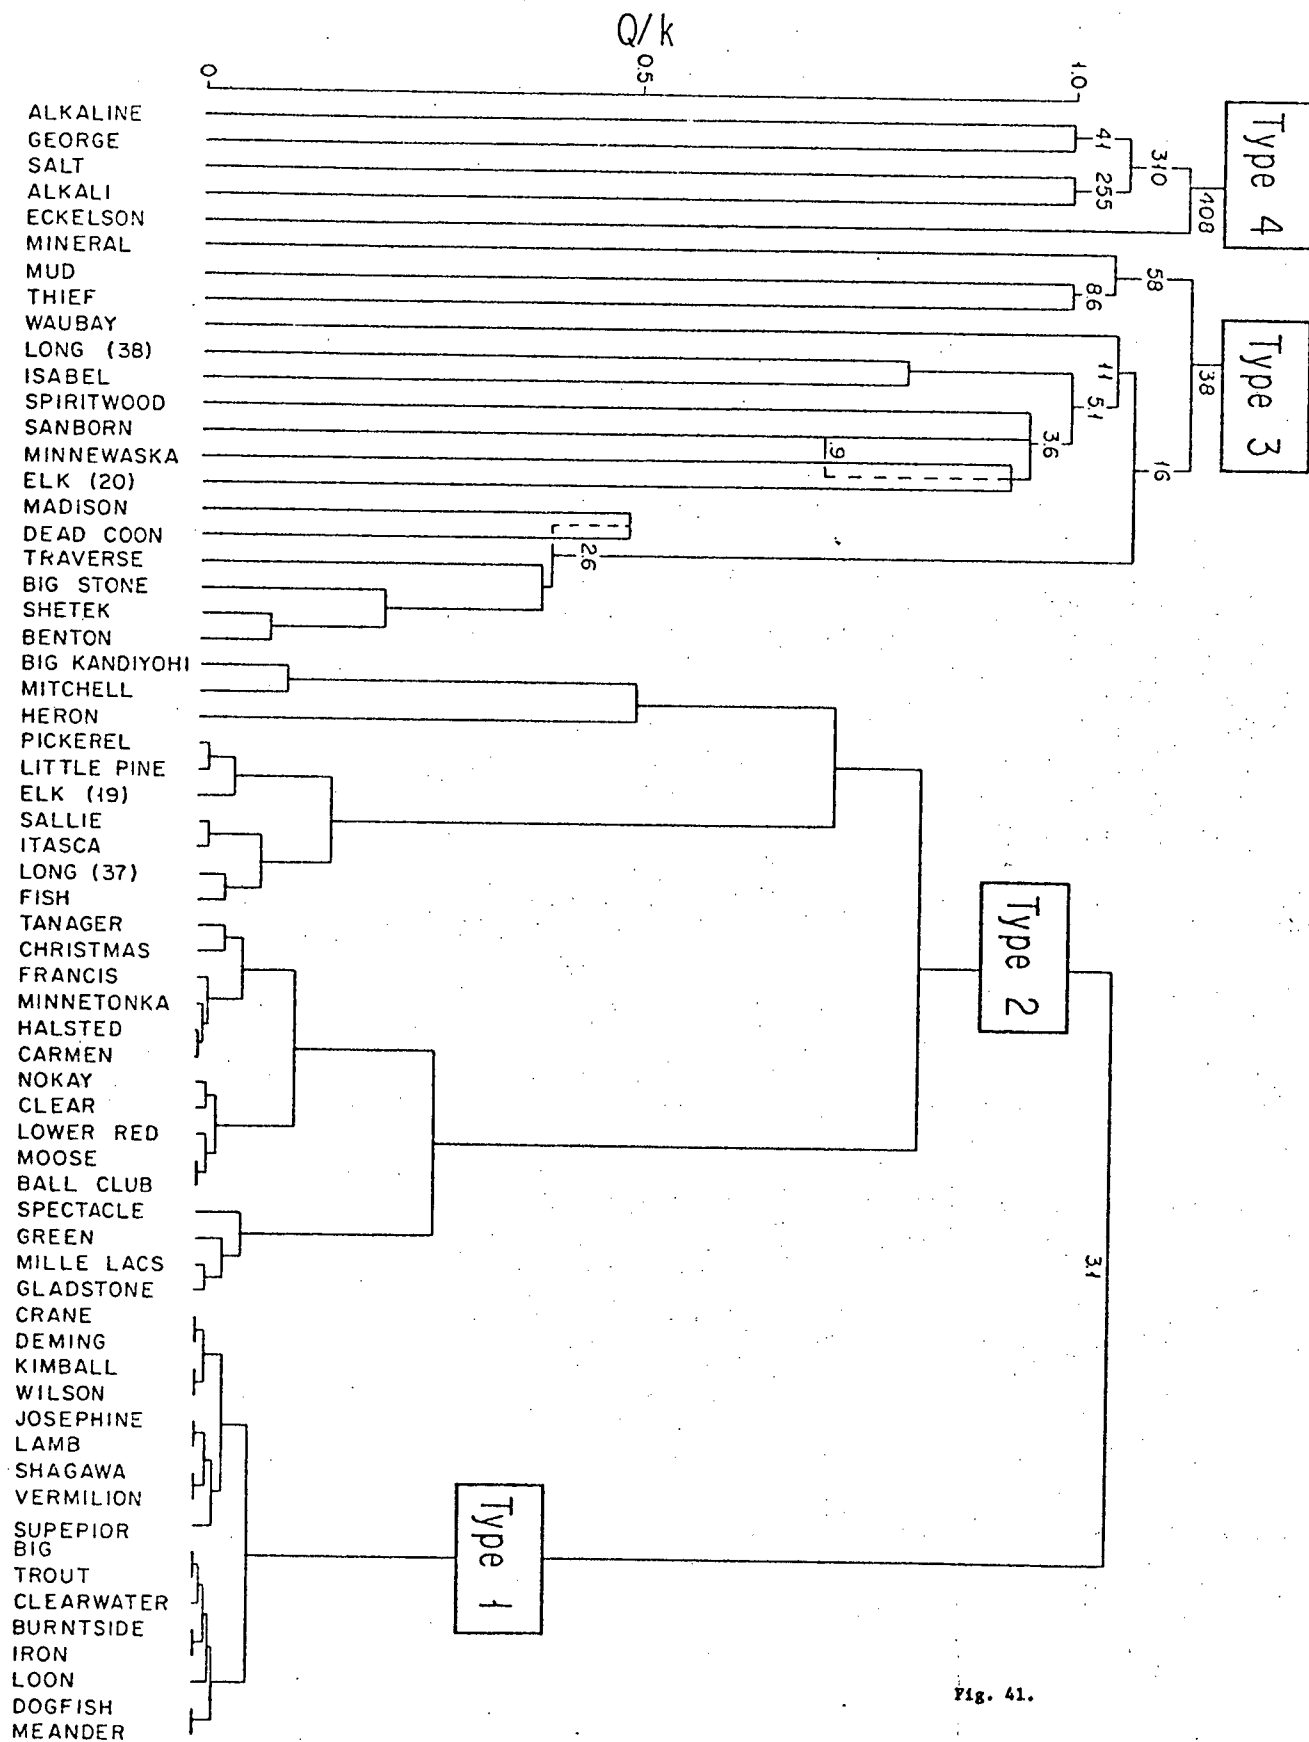 Q/k
0
0.5
1.0
ALKALINE
GEORGE
SALT
ALKALI
ECKELSON
MINERAL
MUD
THIEF
WAUBAY
LONG (38)
ISABEL
SPIRITWOOD
SANBORN
MINNEWASKA
ELK (20)
MADISON
DEAD COON
TRAVERSE
BIG STONE
SHETEK
BENTON
BIG KANDIYOHI
MITCHELL
HERON
PICKEREL
LITTLE PINE
ELK (19)
SALLIE
ITASCA
LONG (37)
FISH
TANAGER
CHRISTMAS
FRANCIS
MINNETONKA
HALSTED
CARMEN
NOKAY
CLEAR
LOWER RED
MOOSE
BALL CLUB
SPECTACLE
GREEN
MILLE LACS
GLADSTONE
CRANE
DEMING
KIMBALL
WILSON
JOSEPHINE
LAMB
SHAGAWA
VERMILION
SUPEPIOR
BIG
TROUT
CLEARWATER
BURNTSIDE
IRON
LOON
DOGFISH
MEANDER
41
255
310
108
Type 4
58
8.6
38
Type 3
11
5.1
3.6
.9
16
2.6
Type 2
3.1
Type 1
Fig. 41.